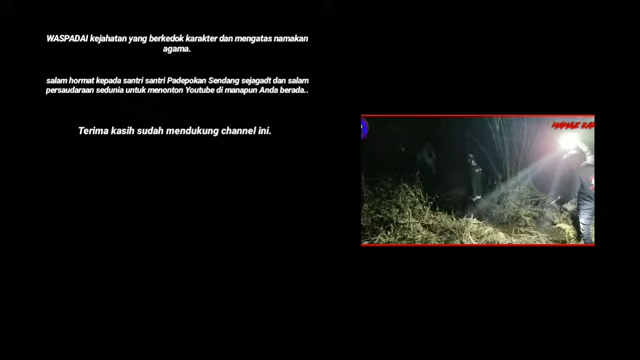 WASPADAI kejahatan yang berkedok karakter dan mengatas namakan
agama.
salam hormat kepada santri santri Padepokan Sendang sejagadt dan salam
persaudaraan sedunia untuk menonton Youtube di manapun Anda berada..
Terima kasih sudah mendukung channel ini.